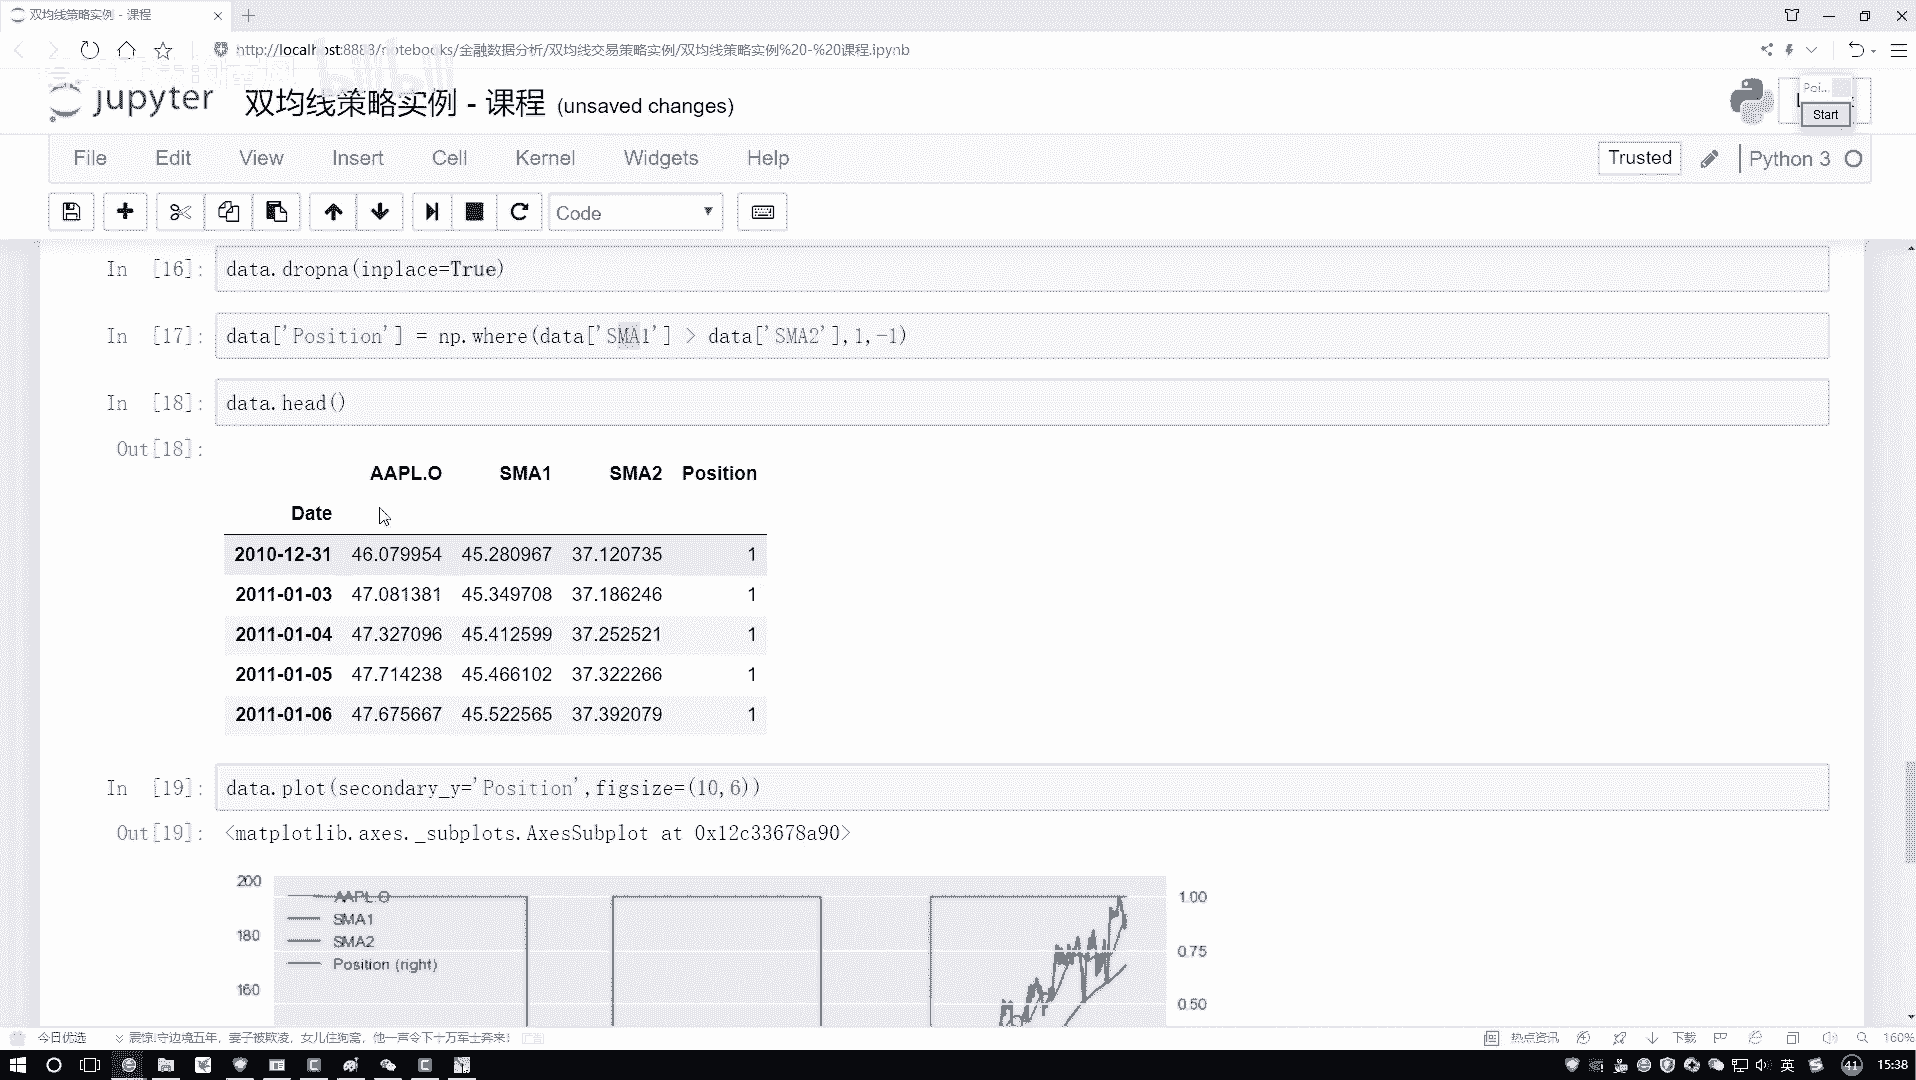 双均线策略实例 - 课程
http://localhost:8888/notebooks/金融数据分析/双均线交易策略实例/双均线策略实例%20-%20课程.ipynb
jupyter 双均线策略实例 - 课程 (unsaved changes)
Poi...
Start
File Edit View Insert Cell Kernel Widgets Help
Trusted Python 3
Code
In [16]: data.dropna(inplace=True)
In [17]: data['Position'] = np.where(data['SMA1'] > data['SMA2'],1,-1)
In [18]: data.head()
Out[18]:
AAPL.O SMA1 SMA2 Position
Date
2010-12-31 46.079954 45.280967 37.120735 1
2011-01-03 47.081381 45.349708 37.186246 1
2011-01-04 47.327096 45.412599 37.252521 1
2011-01-05 47.714238 45.466102 37.322266 1
2011-01-06 47.675667 45.522565 37.392079 1
In [19]: data.plot(secondary_y='Position',figsize=(10,6))
Out[19]: <matplotlib.axes._subplots.AxesSubplot at 0x12c33678a90>
200
180
160
AAPL.O
SMA1
SMA2
Position (right)
1.00
0.75
0.50
今日优选 震惊!守边境五年，妻子被欺凌，女儿住狗窝，他一声令下十万军士奔来! 热点资讯 下载 160%
英 41 15:38